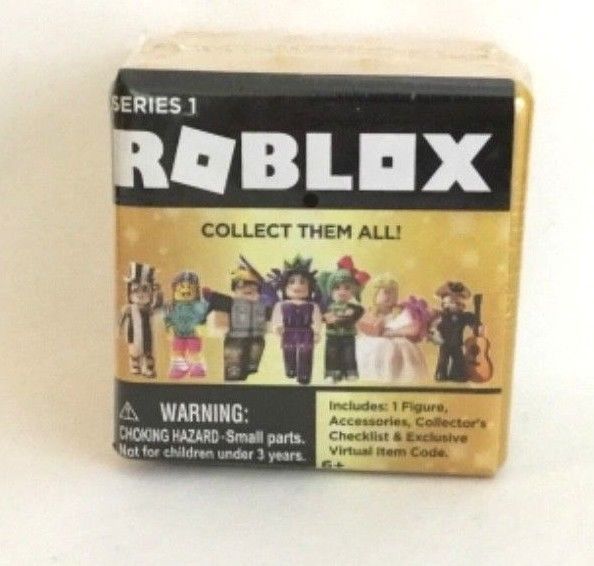 SERIES 1
ROBLOX
COLLECT THEM ALL!
WARNING:
CHOKING HAZARD-Small parts.
Not for children under 3 years.
Includes: 1 Figure,
Accessories, Collector's
Checklist & Exclusive
Virtual Item Code.
6+